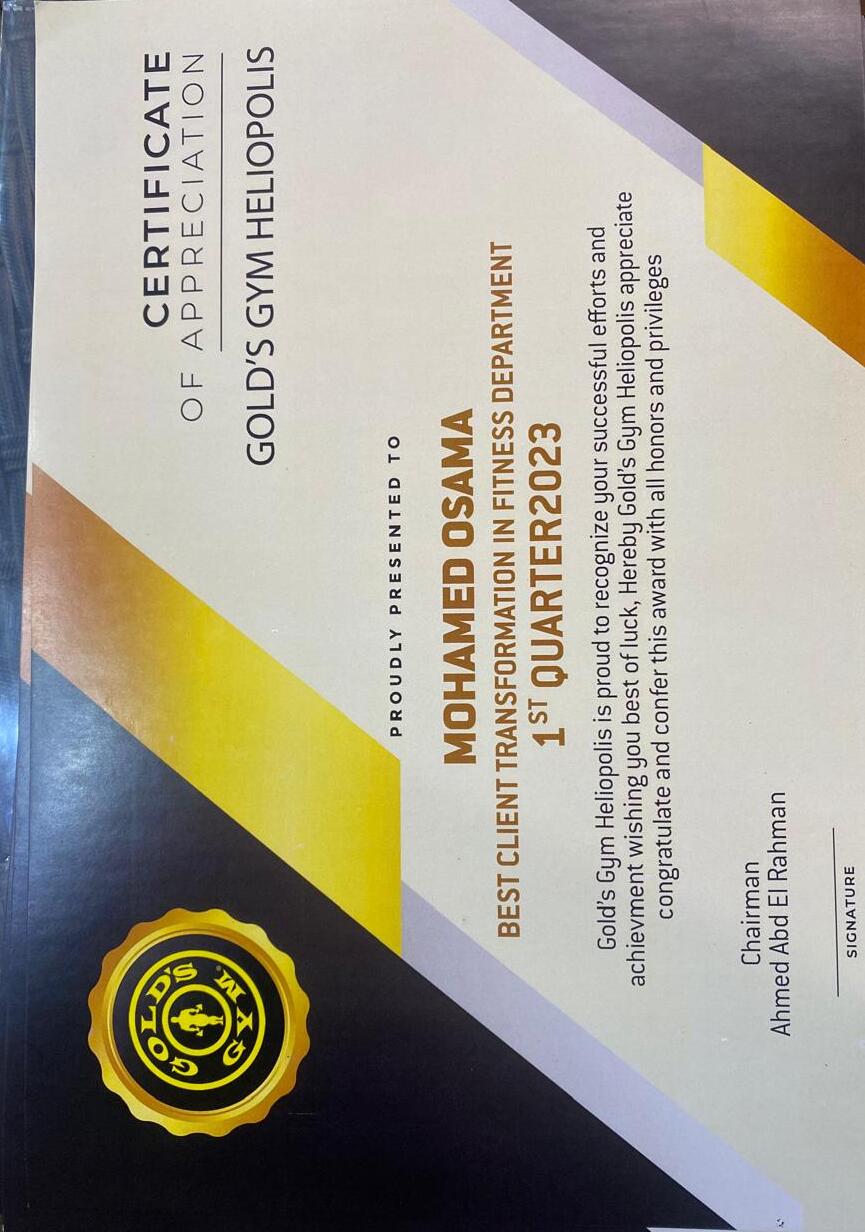 GOLD'S
GYM®
CERTIFICATE
OF APPRECIATION
GOLD'S GYM HELIOPOLIS
PROUDLY PRESENTED TO
MOHAMED OSAMA
BEST CLIENT TRANSFORMATION IN FITNESS DEPARTMENT
1ST QUARTER2023
Gold's Gym Heliopolis is proud to recognize your successful efforts and
achievment wishing you best of luck, Hereby Gold's Gym Heliopolis appreciate
congratulate and confer this award with all honors and privileges
Chairman
Ahmed Abd El Rahman
SIGNATURE